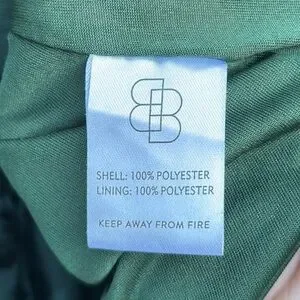 B B
SHELL: 100% POLYESTER
LINING: 100% POLYESTER
KEEP AWAY FROM FIRE